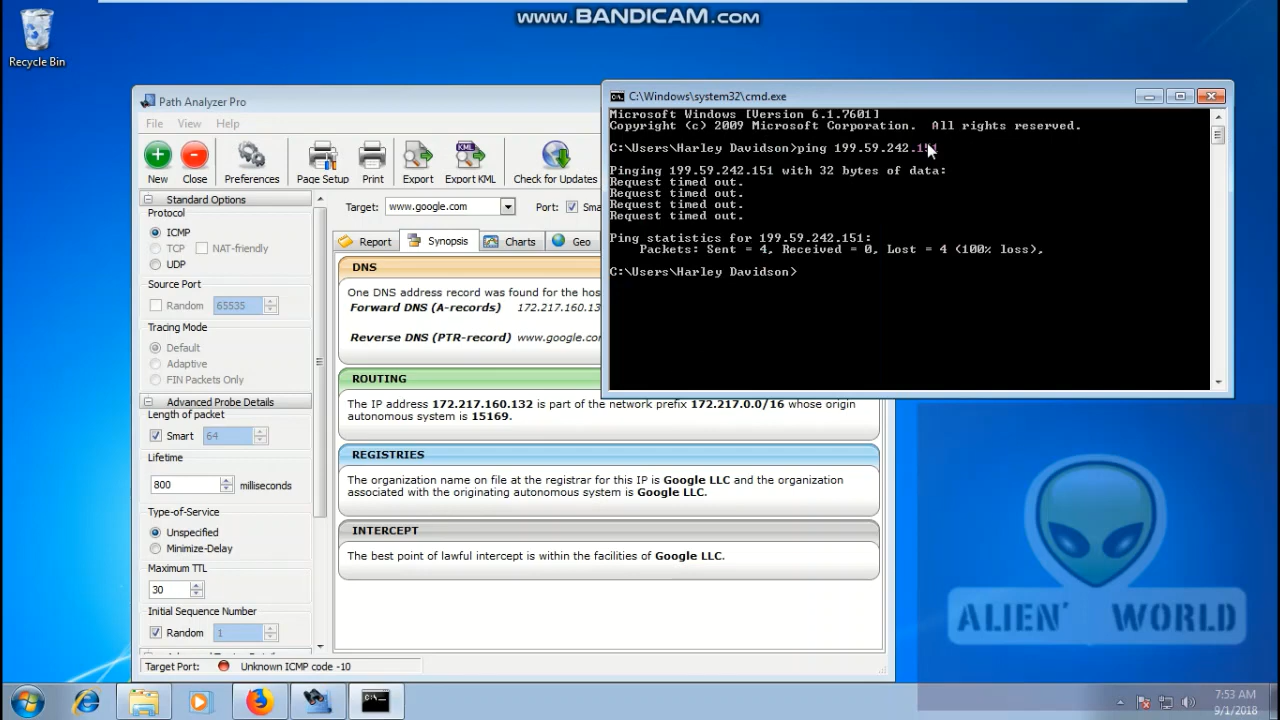 www.BANDICAM.com
Recycle Bin
Path Analyzer Pro
File View Help
New Close Preferences Page Setup Print Export Export KML Check for Updates
Target: www.google.com Port: Sma
Standard Options
Protocol
ICMP
TCP NAT-friendly
UDP
Source Port
Random 65535
Tracing Mode
Default
Adaptive
FIN Packets Only
Advanced Probe Details
Length of packet
Smart 64
Lifetime
800 milliseconds
Type-of-Service
Unspecified
Minimize-Delay
Maximum TTL
30
Initial Sequence Number
Random 1
Target Port: Unknown ICMP code -10
Report Synopsis Charts Geo
DNS
One DNS address record was found for the hos
Forward DNS (A-records) 172.217.160.13
Reverse DNS (PTR-record) www.google.com
ROUTING
The IP address 172.217.160.132 is part of the network prefix 172.217.0.0/16 whose origin
autonomous system is 15169.
REGISTRIES
The organization name on file at the registrar for this IP is Google LLC and the organization
associated with the originating autonomous system is Google LLC.
INTERCEPT
The best point of lawful intercept is within the facilities of Google LLC.
C:\Windows\system32\cmd.exe
Microsoft Windows [Version 6.1.7601]
Copyright (c) 2009 Microsoft Corporation. All rights reserved.
C:\Users\Harley Davidson>ping 199.59.242.151
Pinging 199.59.242.151 with 32 bytes of data:
Request timed out.
Request timed out.
Request timed out.
Request timed out.
Ping statistics for 199.59.242.151:
Packets: Sent = 4, Received = 0, Lost = 4 (100% loss),
C:\Users\Harley Davidson>
ALIEN' WORLD
7:53 AM
9/1/2018